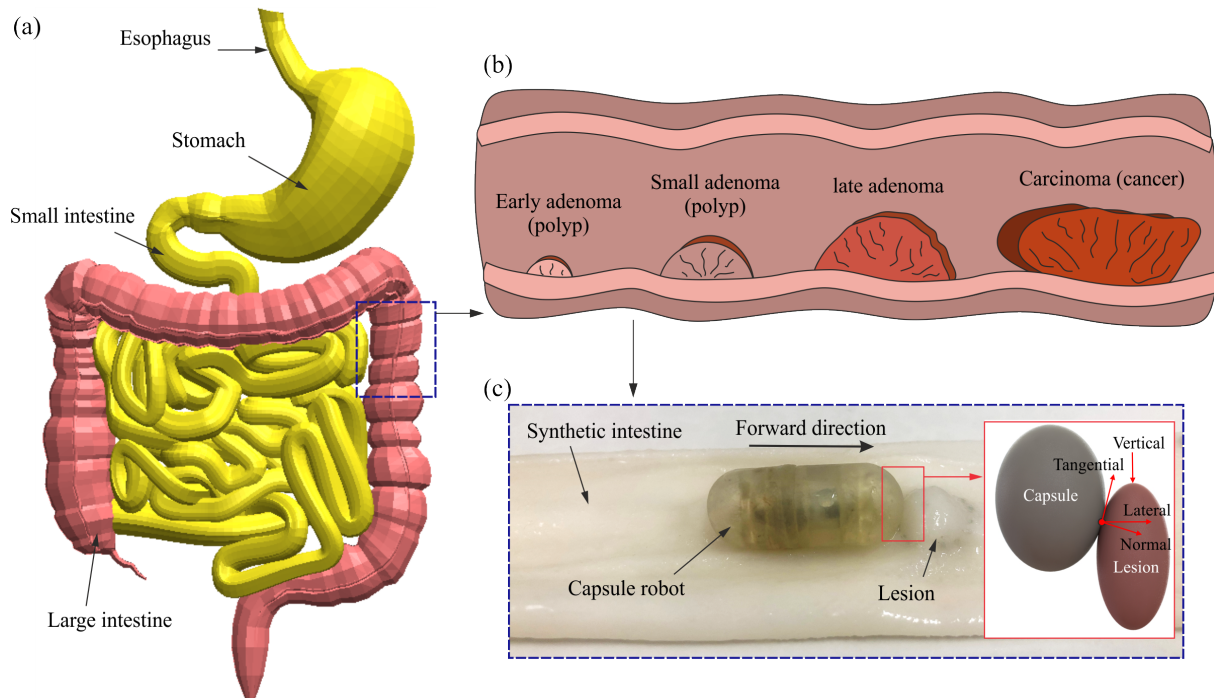 (a)
Esophagus
Stomach
Small intestine
Large intestine
(b)
Early adenoma
(polyp)
Small adenoma
(polyp)
late adenoma
Carcinoma (cancer)
(c)
Synthetic intestine
Forward direction
Capsule robot
Lesion
Vertical
Tangential
Capsule
Lateral
Normal
Lesion